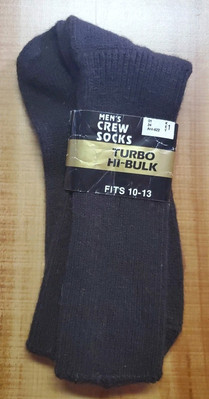 MEN'S
CREW
SOCKS
TURBO
HI-BULK
FITS 10-13